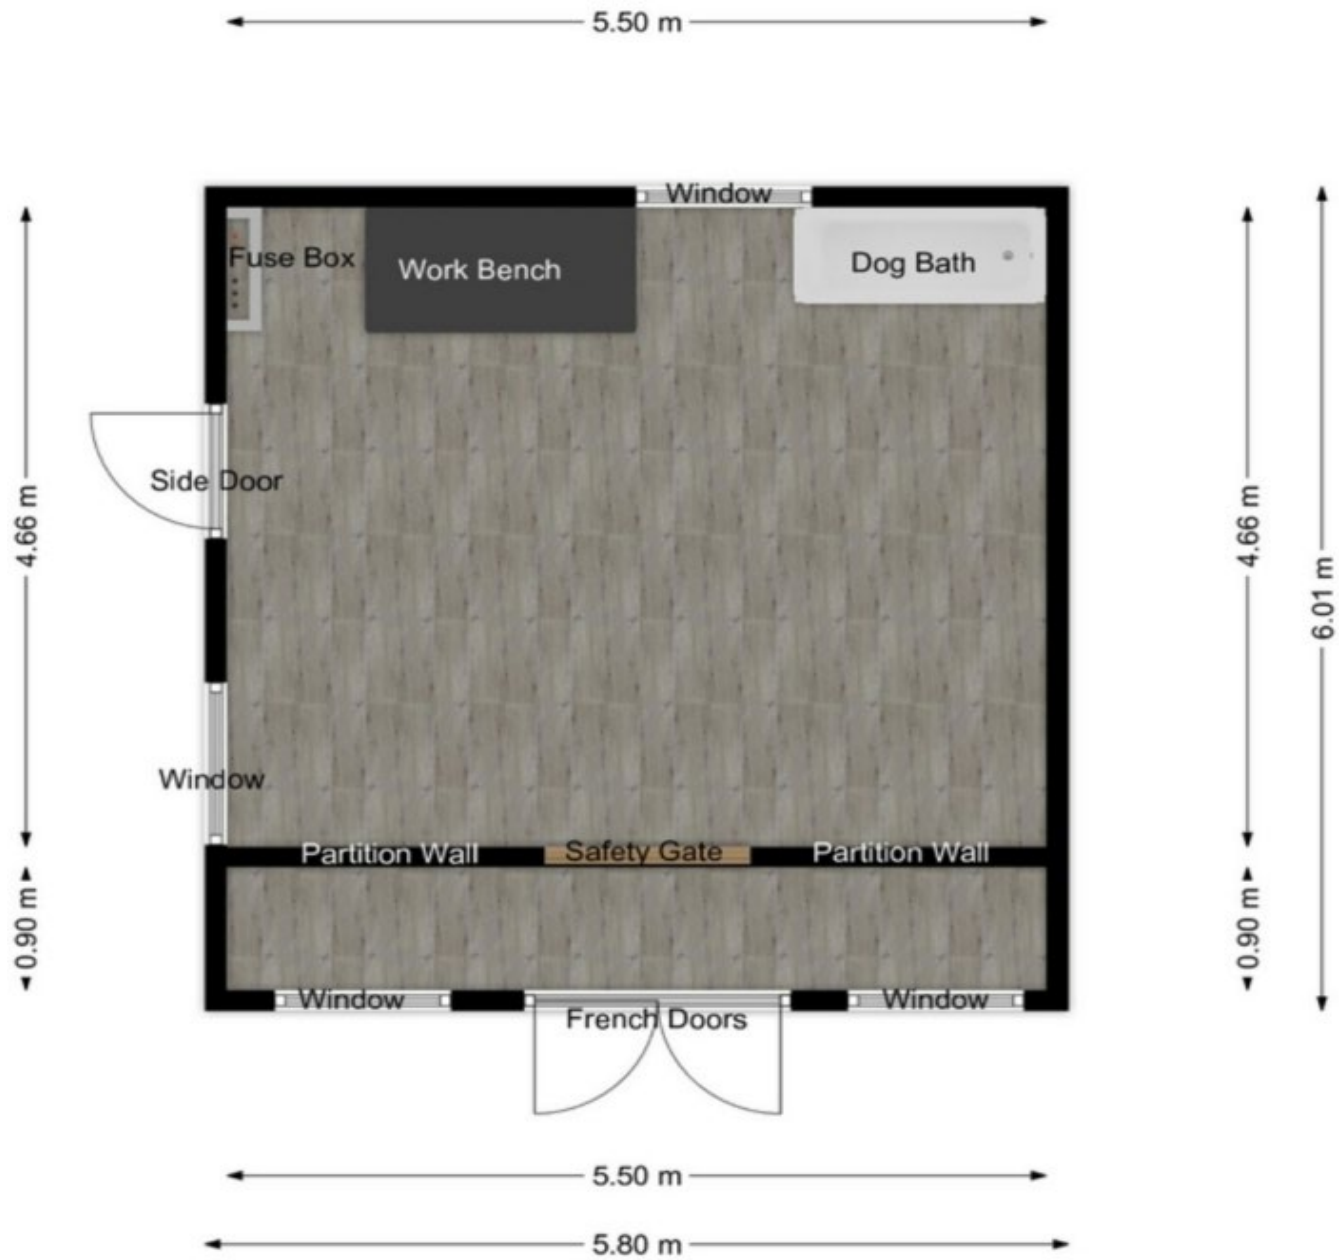 5.50 m
Window
Fuse Box
Work Bench
Dog Bath
Side Door
4.66 m
4.66 m
6.01 m
Window
Partition Wall
Safety Gate
Partition Wall
0.90 m
0.90 m
Window
French Doors
Window
5.50 m
5.80 m